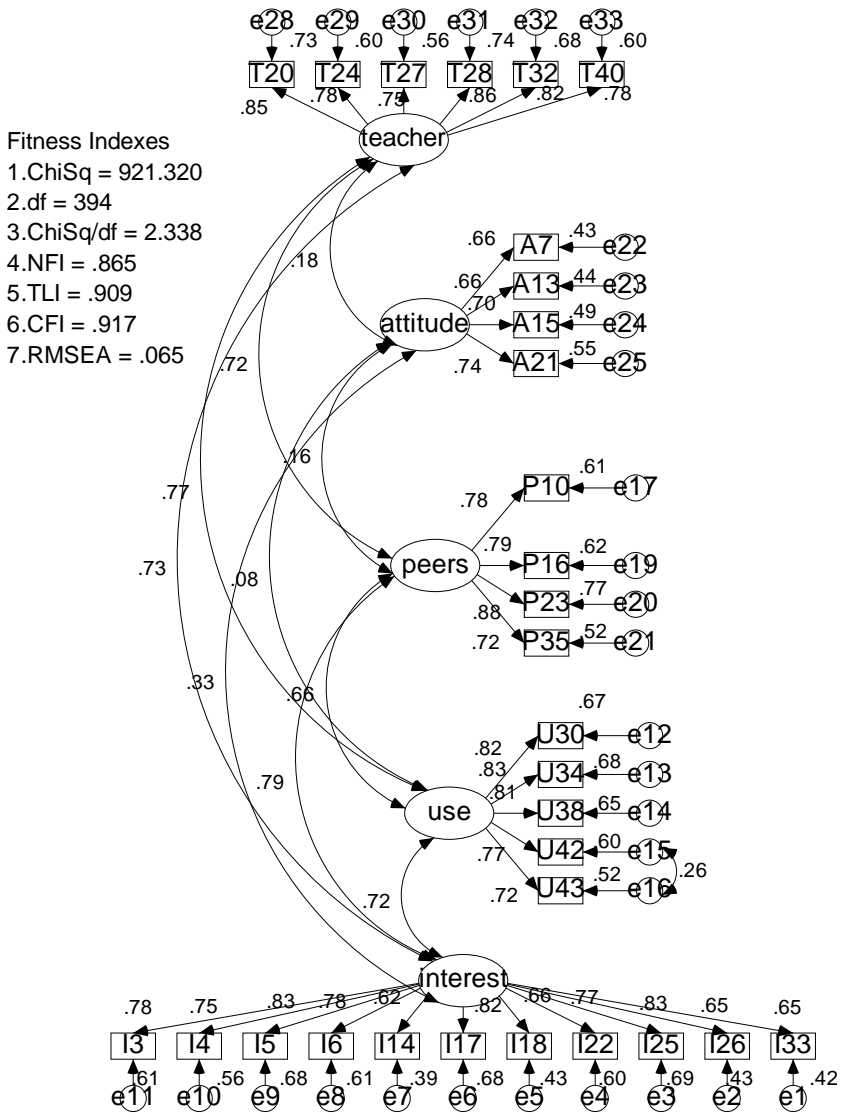 e28 e29 e30 e31 e32 e33
.73 .60 .56 .74 .68 .60
T20 T24 T27 T28 T32 T40
.85 .78 .75 .86 .82 .78
teacher
Fitness Indexes
1.ChiSq = 921.320
2.df = 394
3.ChiSq/df = 2.338
4.NFI = .865
5.TLI = .909
6.CFI = .917
7.RMSEA = .065
.18
.72
.77
.73
.16
.08
.33
.66
.79
.72
.66 A7 .43 e22
.66 A13 .44 e23
.70 A15 .49 e24
.74 A21 .55 e25
attitude
.78 P10 .61 e17
.79 P16 .62 e19
.88 P23 .77 e20
.72 P35 .52 e21
peers
.82 U30 .67 e12
.83 U34 .68 e13
.81 U38 .65 e14
.77 U42 .60 e15
.72 U43 .52 e16
.26
use
interest
.78 .75 .83 .78 .62 .82 .66 .77 .83 .65 .65
I3 I4 I5 I6 I14 I17 I18 I22 I25 I26 I33
.61 .56 .68 .61 .39 .68 .43 .60 .69 .43 .42
e11 e10 e9 e8 e7 e6 e5 e4 e3 e2 e1